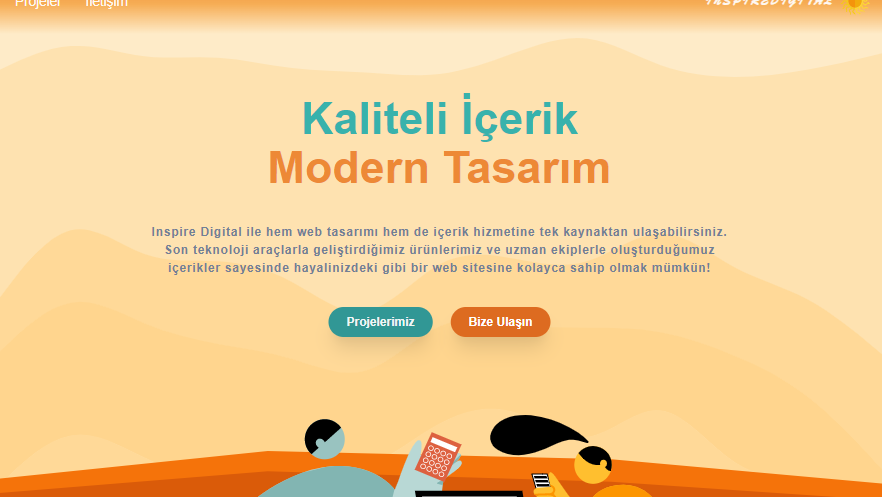 Projeler İletişim
INSPIREDIGITAL
Kaliteli İçerik
Modern Tasarım
Inspire Digital ile hem web tasarımı hem de içerik hizmetine tek kaynaktan ulaşabilirsiniz.
Son teknoloji araçlarla geliştirdiğimiz ürünlerimiz ve uzman ekiplerle oluşturduğumuz
içerikler sayesinde hayalinizdeki gibi bir web sitesine kolayca sahip olmak mümkün!
Projelerimiz Bize Ulaşın